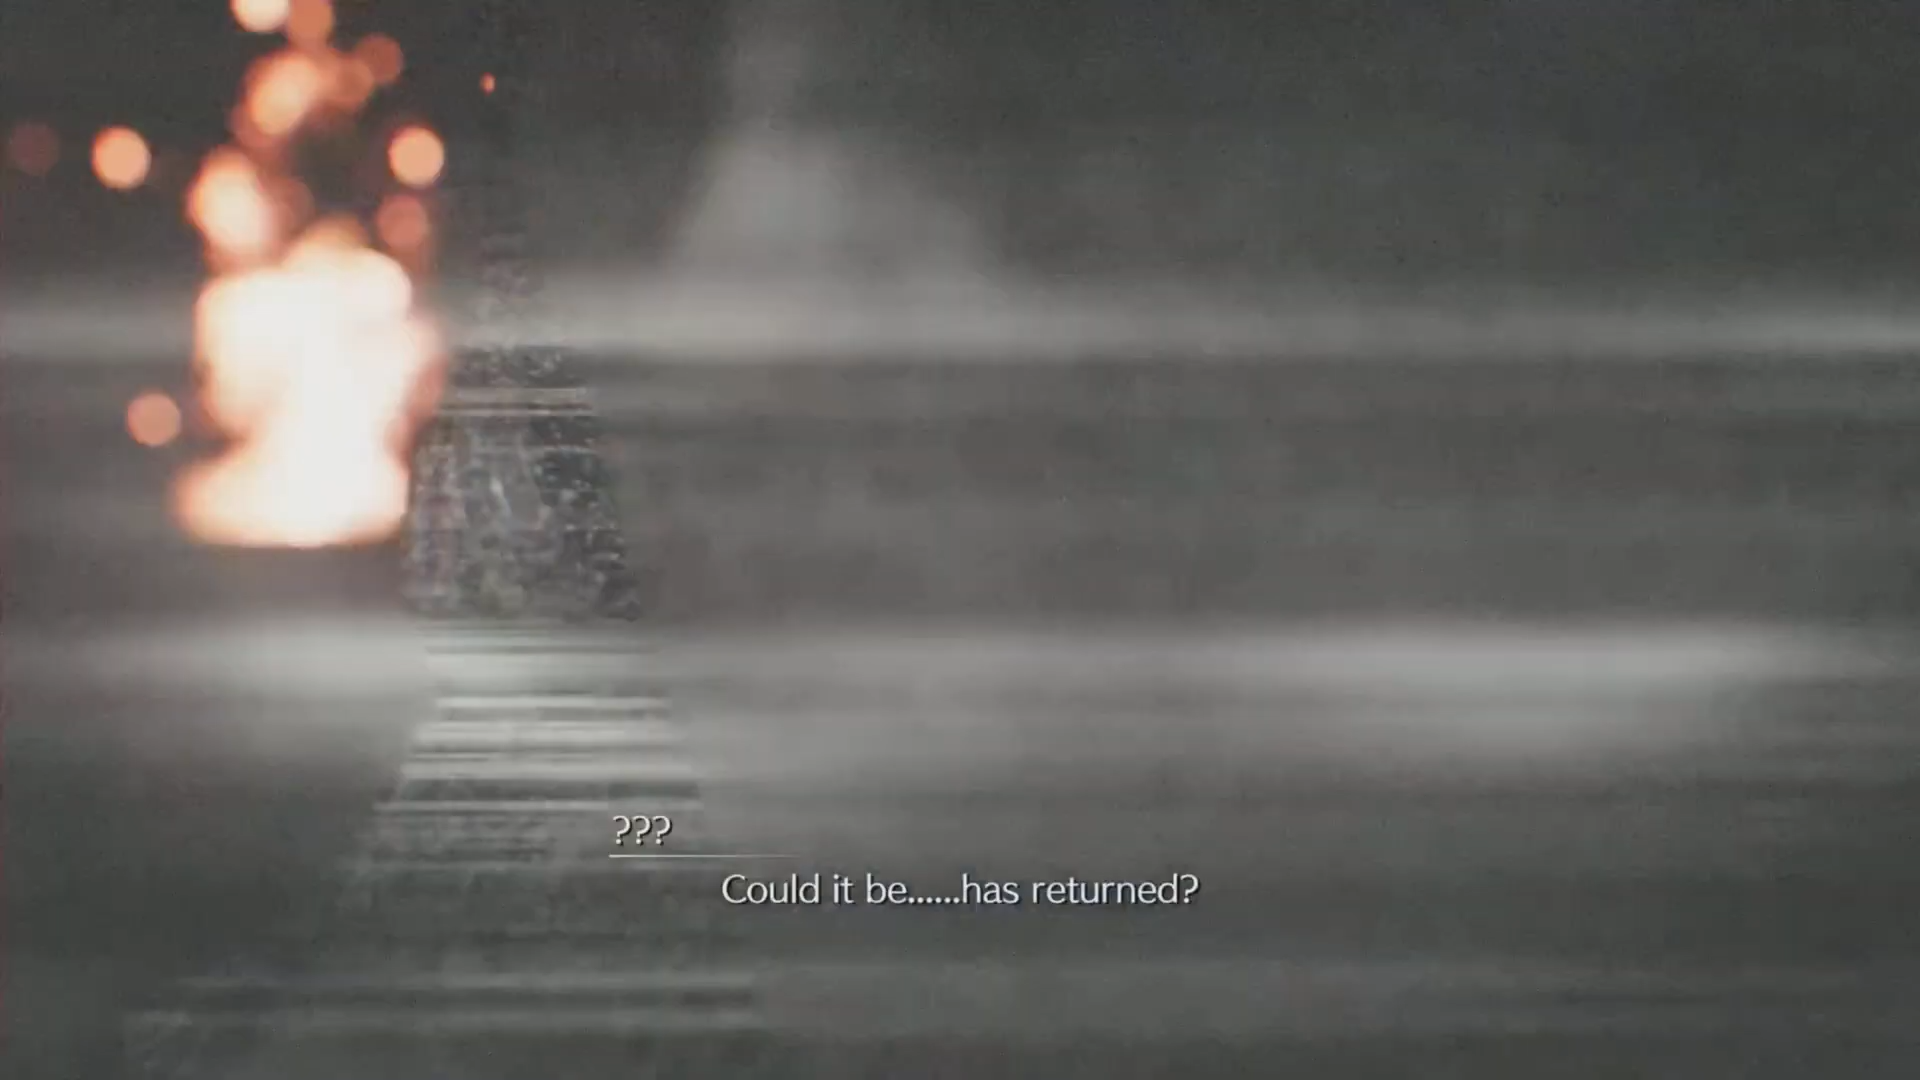 ???
Could it be......has returned?